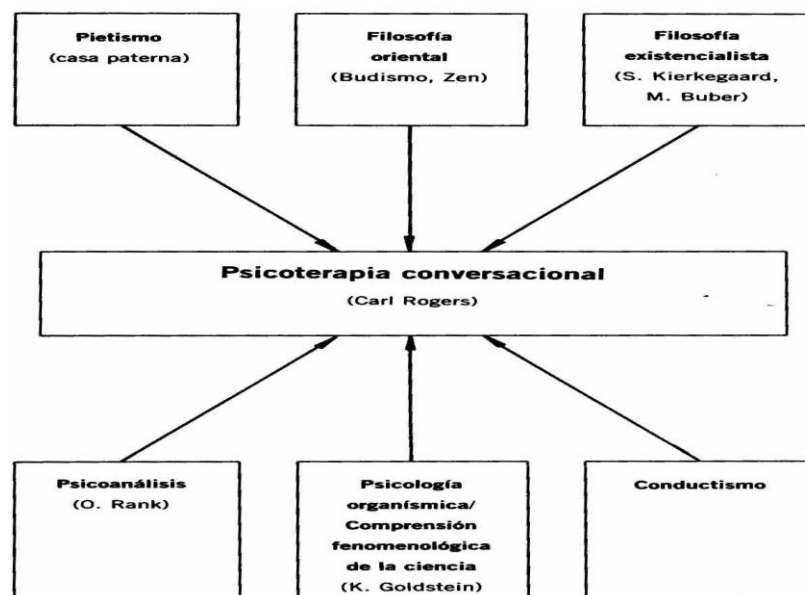 Pietismo
(casa paterna)
Filosofía
oriental
(Budismo, Zen)
Filosofía
existencialista
(S. Kierkegaard,
M. Buber)
Psicoterapia conversacional
(Carl Rogers)
Psicoanálisis
(O. Rank)
Psicología
organísmica/
Comprensión
fenomenológica
de la ciencia
(K. Goldstein)
Conductismo